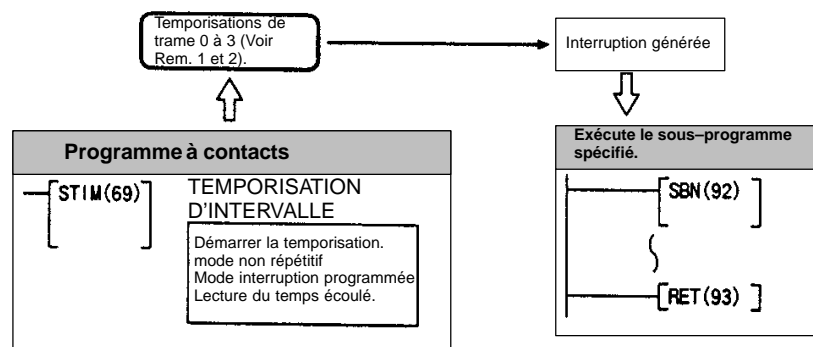 Temporisations de
trame 0 à 3 (Voir
Rem. 1 et 2).
Interruption générée
Programme à contacts
STIM(69)
TEMPORISATION
D'INTERVALLE
Démarrer la temporisation.
mode non répétitif
Mode interruption programmée
Lecture du temps écoulé.
Exécute le sous–programme
spécifié.
SBN(92)
RET(93)